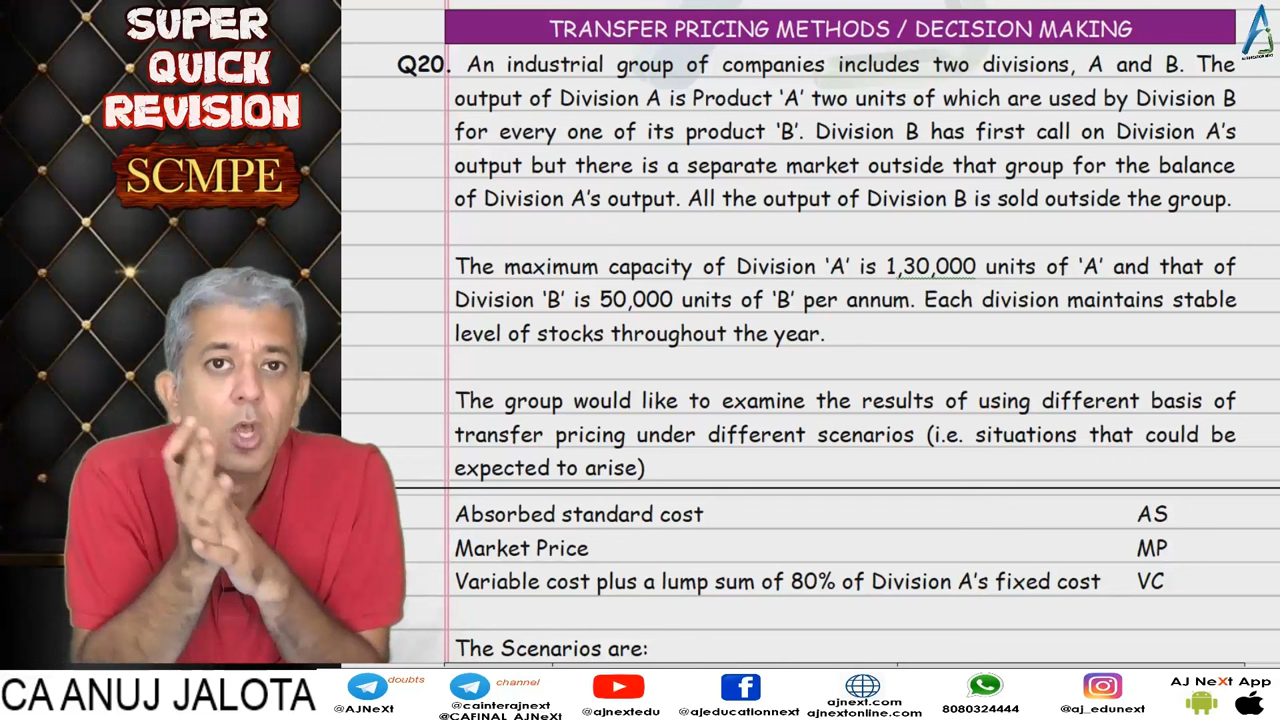 SUPER
QUICK
REVISION
SCMPE
TRANSFER PRICING METHODS / DECISION MAKING
Q20. An industrial group of companies includes two divisions, A and B. The
output of Division A is Product ‘A’ two units of which are used by Division B
for every one of its product ‘B’. Division B has first call on Division A’s
output but there is a separate market outside that group for the balance
of Division A’s output. All the output of Division B is sold outside the group.
The maximum capacity of Division ‘A’ is 1,30,000 units of ‘A’ and that of
Division ‘B’ is 50,000 units of ‘B’ per annum. Each division maintains stable
level of stocks throughout the year.
The group would like to examine the results of using different basis of
transfer pricing under different scenarios (i.e. situations that could be
expected to arise)
Absorbed standard cost AS
Market Price MP
Variable cost plus a lump sum of 80% of Division A’s fixed cost VC
The Scenarios are:
CA ANUJ JALOTA
doubts
@AJNeXt
channel
@cainterajnext
@CAFINAL_AJNeXt
@ajnextedu
@ajeducationnext
ajnext.com
ajnextonline.com
8080324444
@aj_edunext
AJ NeXt App